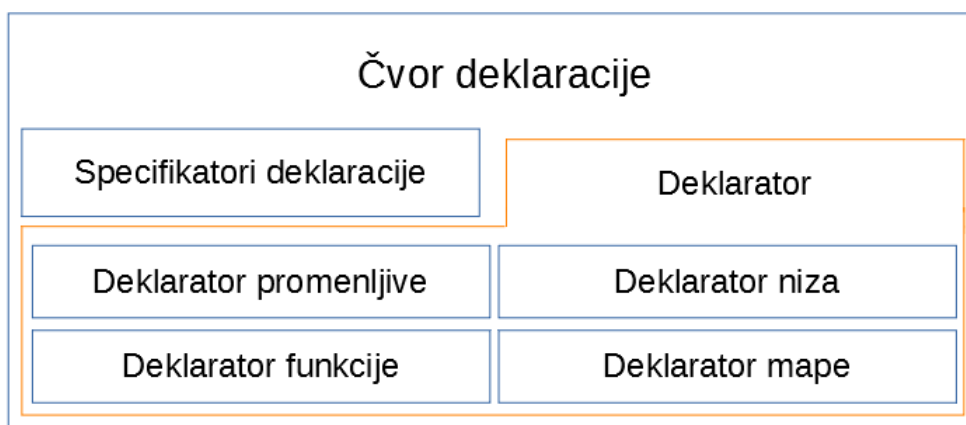 Čvor deklaracije
Specifikatori deklaracije
Deklarator
Deklarator promenljive
Deklarator niza
Deklarator funkcije
Deklarator mape